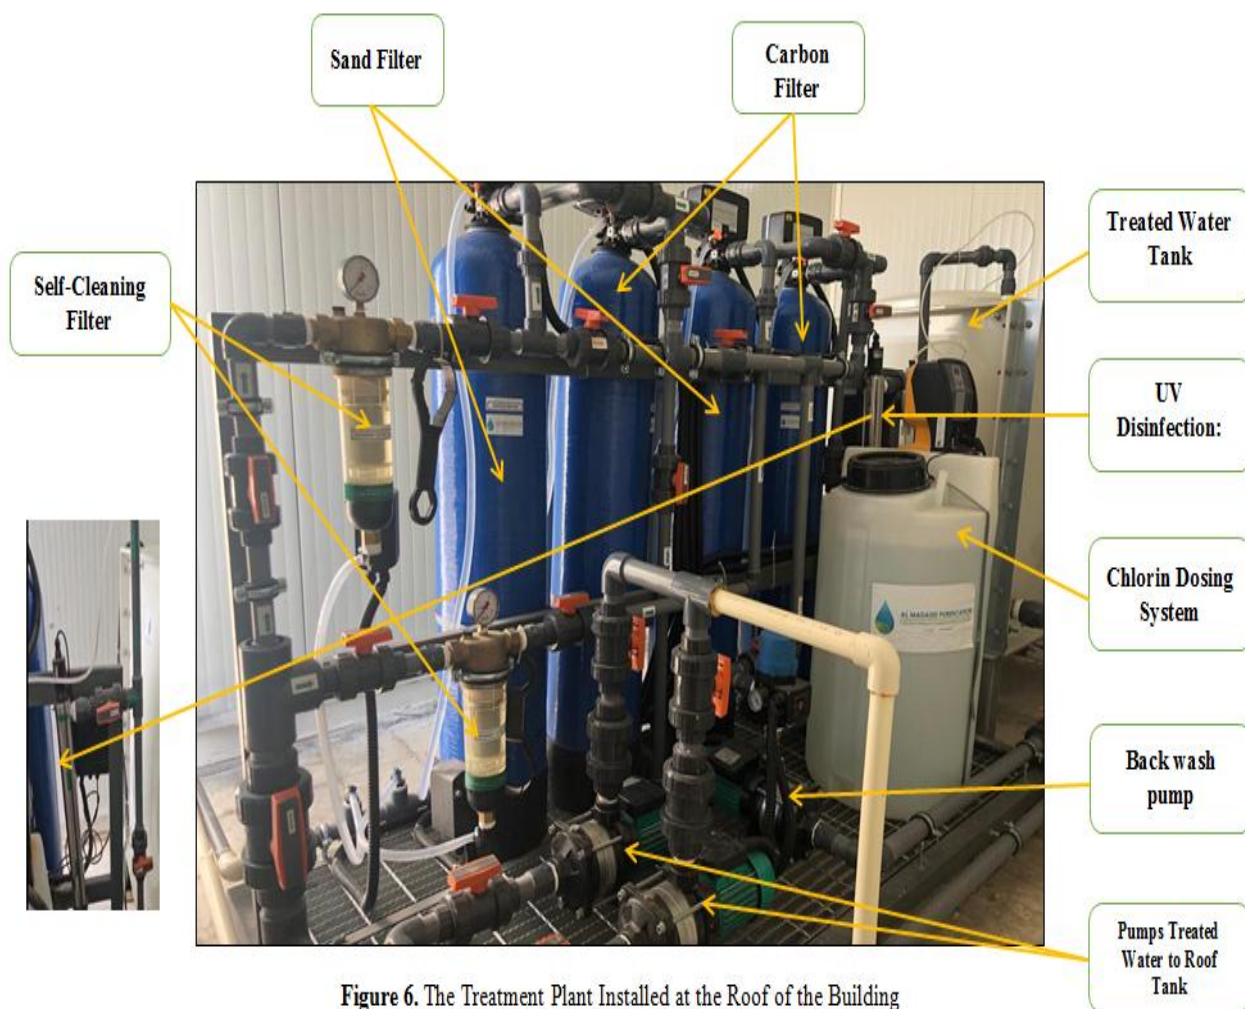 Sand Filter
Carbon
Filter
Treated Water
Tank
Self-Cleaning
Filter
UV
Disinfection:
Chlorin Dosing
System
Back wash
pump
Pumps Treated
Water to Roof
Tank
Figure 6. The Treatment Plant Installed at the Roof of the Building